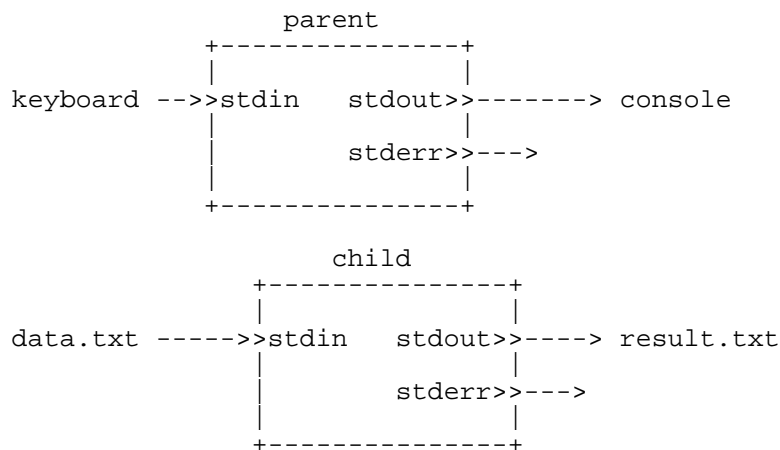 parent
+---------------+
|               |
keyboard -->>stdin   stdout>>-------> console
|               |
|        stderr>>--->
|               |
+---------------+
child
+---------------+
|               |
data.txt ----->>stdin   stdout>>----> result.txt
|               |
|        stderr>>--->
|               |
+---------------+